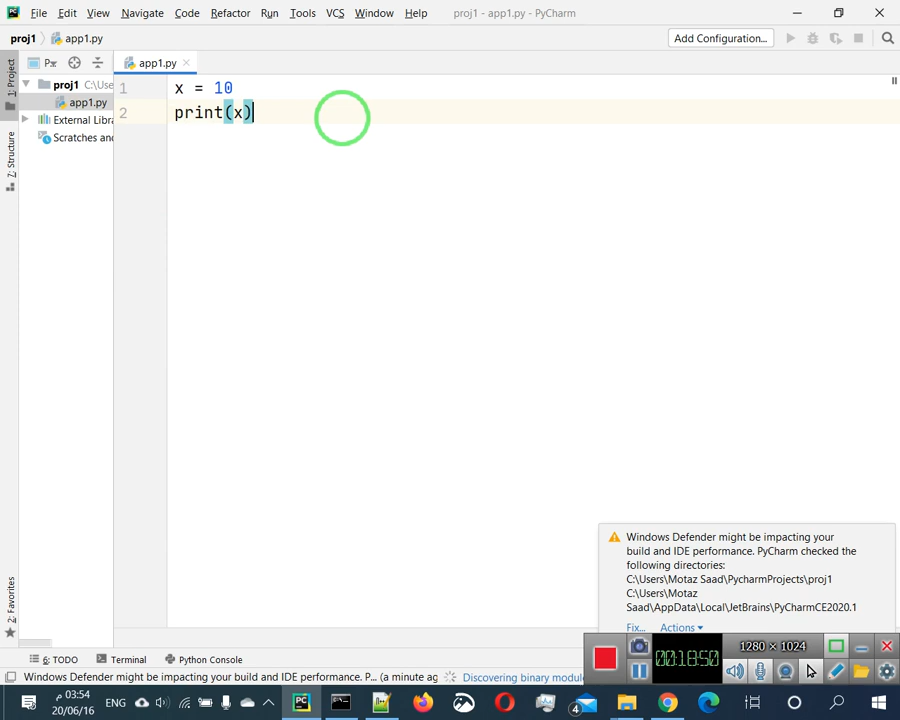 File Edit View Navigate Code Refactor Run Tools VCS Window Help proj1 - app1.py - PyCharm
proj1 app1.py Add Configuration...
1: Project
P
app1.py
proj1 C:\Use
app1.py
External Libra
Scratches and
1 x = 10
2 print(x)
Z: Structure
2: Favorites
Windows Defender might be impacting your
build and IDE performance. PyCharm checked the
following directories:
C:\Users\Motaz Saad\PycharmProjects\proj1
C:\Users\Motaz
Saad\AppData\Local\JetBrains\PyCharmCE2020.1
Fix... Actions
1280 × 1024
00:18:50
6: TODO Terminal Python Console
Windows Defender might be impacting your build and IDE performance. P... (a minute ag Discovering binary module
03:54 م
20/06/16
ENG
4